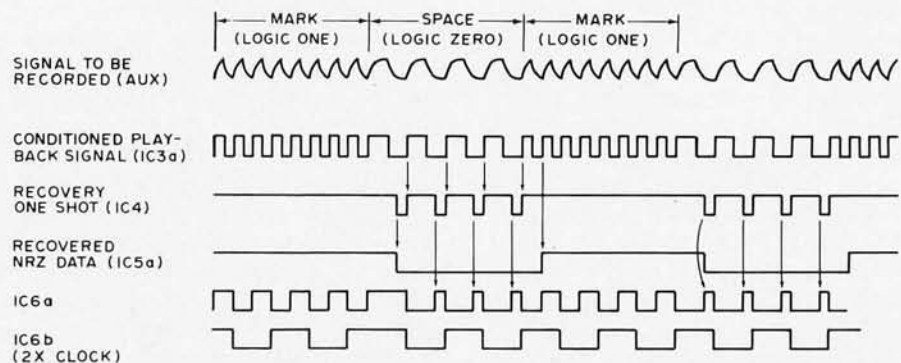 MARK SPACE MARK
(LOGIC ONE) (LOGIC ZERO) (LOGIC ONE)
SIGNAL TO BE
RECORDED (AUX)
CONDITIONED PLAY-
BACK SIGNAL (IC3a)
RECOVERY
ONE SHOT (IC4)
RECOVERED
NRZ DATA (IC5a)
IC6a
IC6b
(2X CLOCK)